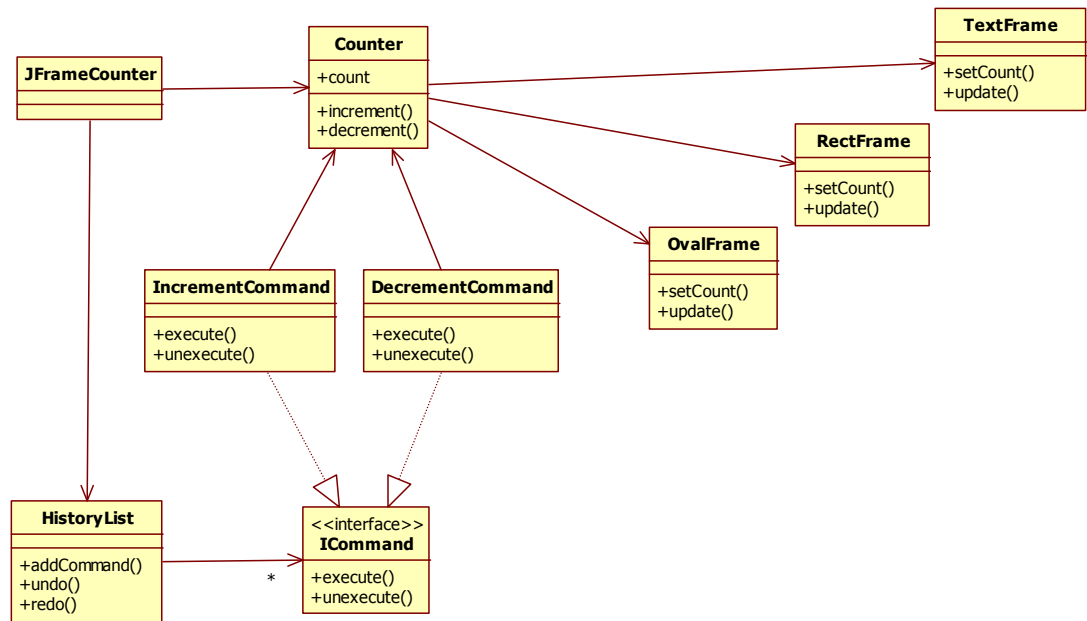 TextFrame
+setCount()
+update()
Counter
+count
+increment()
+decrement()
JFrameCounter
RectFrame
+setCount()
+update()
OvalFrame
+setCount()
+update()
IncrementCommand
+execute()
+unexecute()
DecrementCommand
+execute()
+unexecute()
HistoryList
+addCommand()
+undo()
+redo()
*
<<interface>>
ICommand
+execute()
+unexecute()